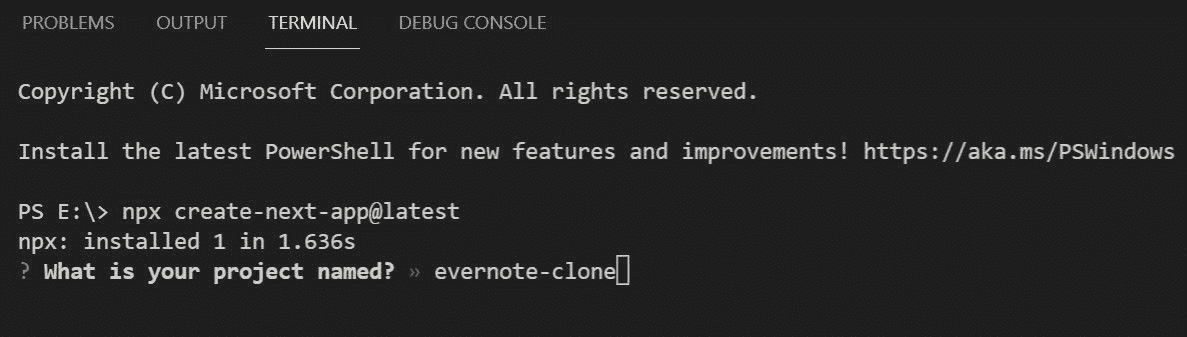 PROBLEMS OUTPUT TERMINAL DEBUG CONSOLE
Copyright (C) Microsoft Corporation. All rights reserved.
Install the latest PowerShell for new features and improvements! https://aka.ms/PSWindows
PS E:\> npx create-next-app@latest
npx: installed 1 in 1.636s
? What is your project named? » evernote-clone